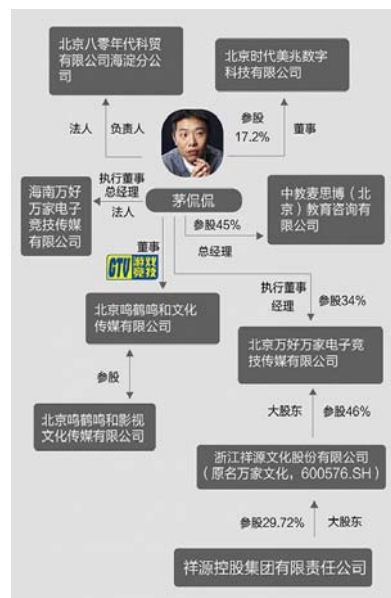 北京八零年代科贸
有限公司海淀分公
司
北京时代美兆数字
科技有限公司
法人
负责人
参股
17.2%
董事
茅侃侃
执行董事
总经理
法人
海南万好
万家电子
竞技传媒
有限公司
参股45%
总经理
中教麦思博(北
京)教育咨询有
限公司
董事
GTV游戏
竞技
北京鸣鹤鸣和文化
传媒有限公司
参股
北京鸣鹤鸣和影视
文化传媒有限公司
执行董事
经理
参股34%
北京万好万家电子竞
技传媒有限公司
大股东
参股46%
浙江祥源文化股份有限公司
(原名万家文化,600576.SH)
参股29.72%
大股东
祥源控股集团有限责任公司